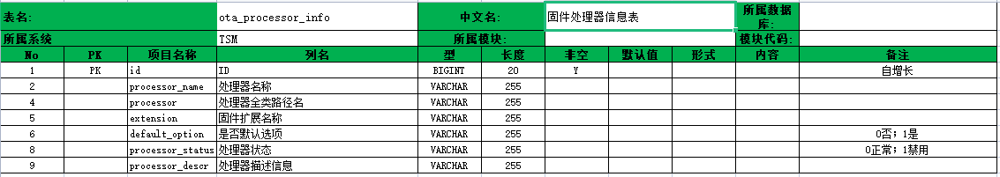 表名: ota_processor_info 中文名: 固件处理器信息表 所属数据库:
所属系统 TSM 所属模块: 模块代码:
No PK 项目名称 列名 型 长度 非空 默认值 形式 内容 备注
1 PK id ID BIGINT 20 Y 自增长
2 processor_name 处理器名称 VARCHAR 255
4 processor 处理器全类路径名 VARCHAR 255
5 extension 固件扩展名称 VARCHAR 255
6 default_option 是否默认选项 VARCHAR 255 0否；1是
8 processor_status 处理器状态 VARCHAR 255 0正常；1禁用
9 processor_descr 处理器描述信息 VARCHAR 255